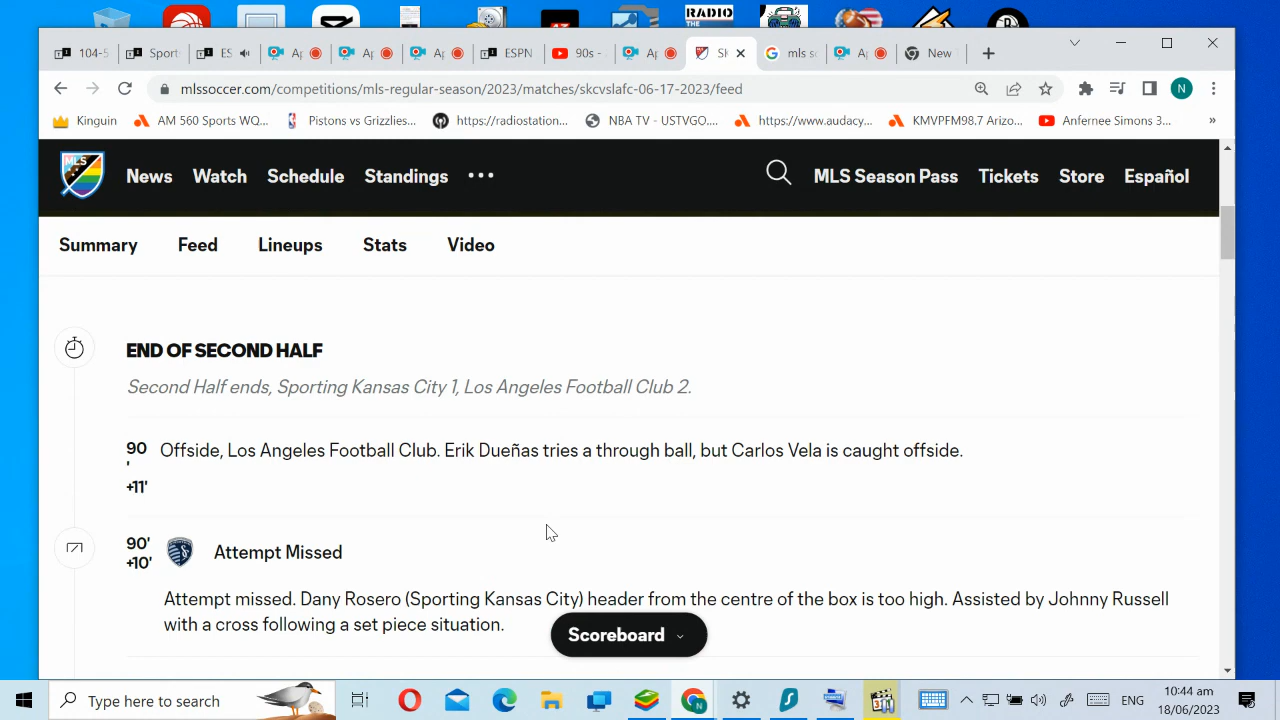 RADIO
THE
104-5
Sport:
ES
Ap
Ap
Ap
ESPN
90s -
Ap
SK
mls sc
Ap
New
mlssoccer.com/competitions/mls-regular-season/2023/matches/skcvslafc-06-17-2023/feed
N
Kinguin
AM 560 Sports WQ...
Pistons vs Grizzlies...
https://radiostation...
NBA TV - USTVGO....
https://www.audacy...
KMVPFM98.7 Arizo...
Anfernee Simons 3...
»
MLS
News
Watch
Schedule
Standings
MLS Season Pass
Tickets
Store
Español
Summary
Feed
Lineups
Stats
Video
END OF SECOND HALF
Second Half ends, Sporting Kansas City 1, Los Angeles Football Club 2.
90
'
+11'
Offside, Los Angeles Football Club. Erik Dueñas tries a through ball, but Carlos Vela is caught offside.
90'
+10'
Attempt Missed
Attempt missed. Dany Rosero (Sporting Kansas City) header from the centre of the box is too high. Assisted by Johnny Russell
with a cross following a set piece situation.
Scoreboard
Type here to search
ENG
10:44 am
18/06/2023